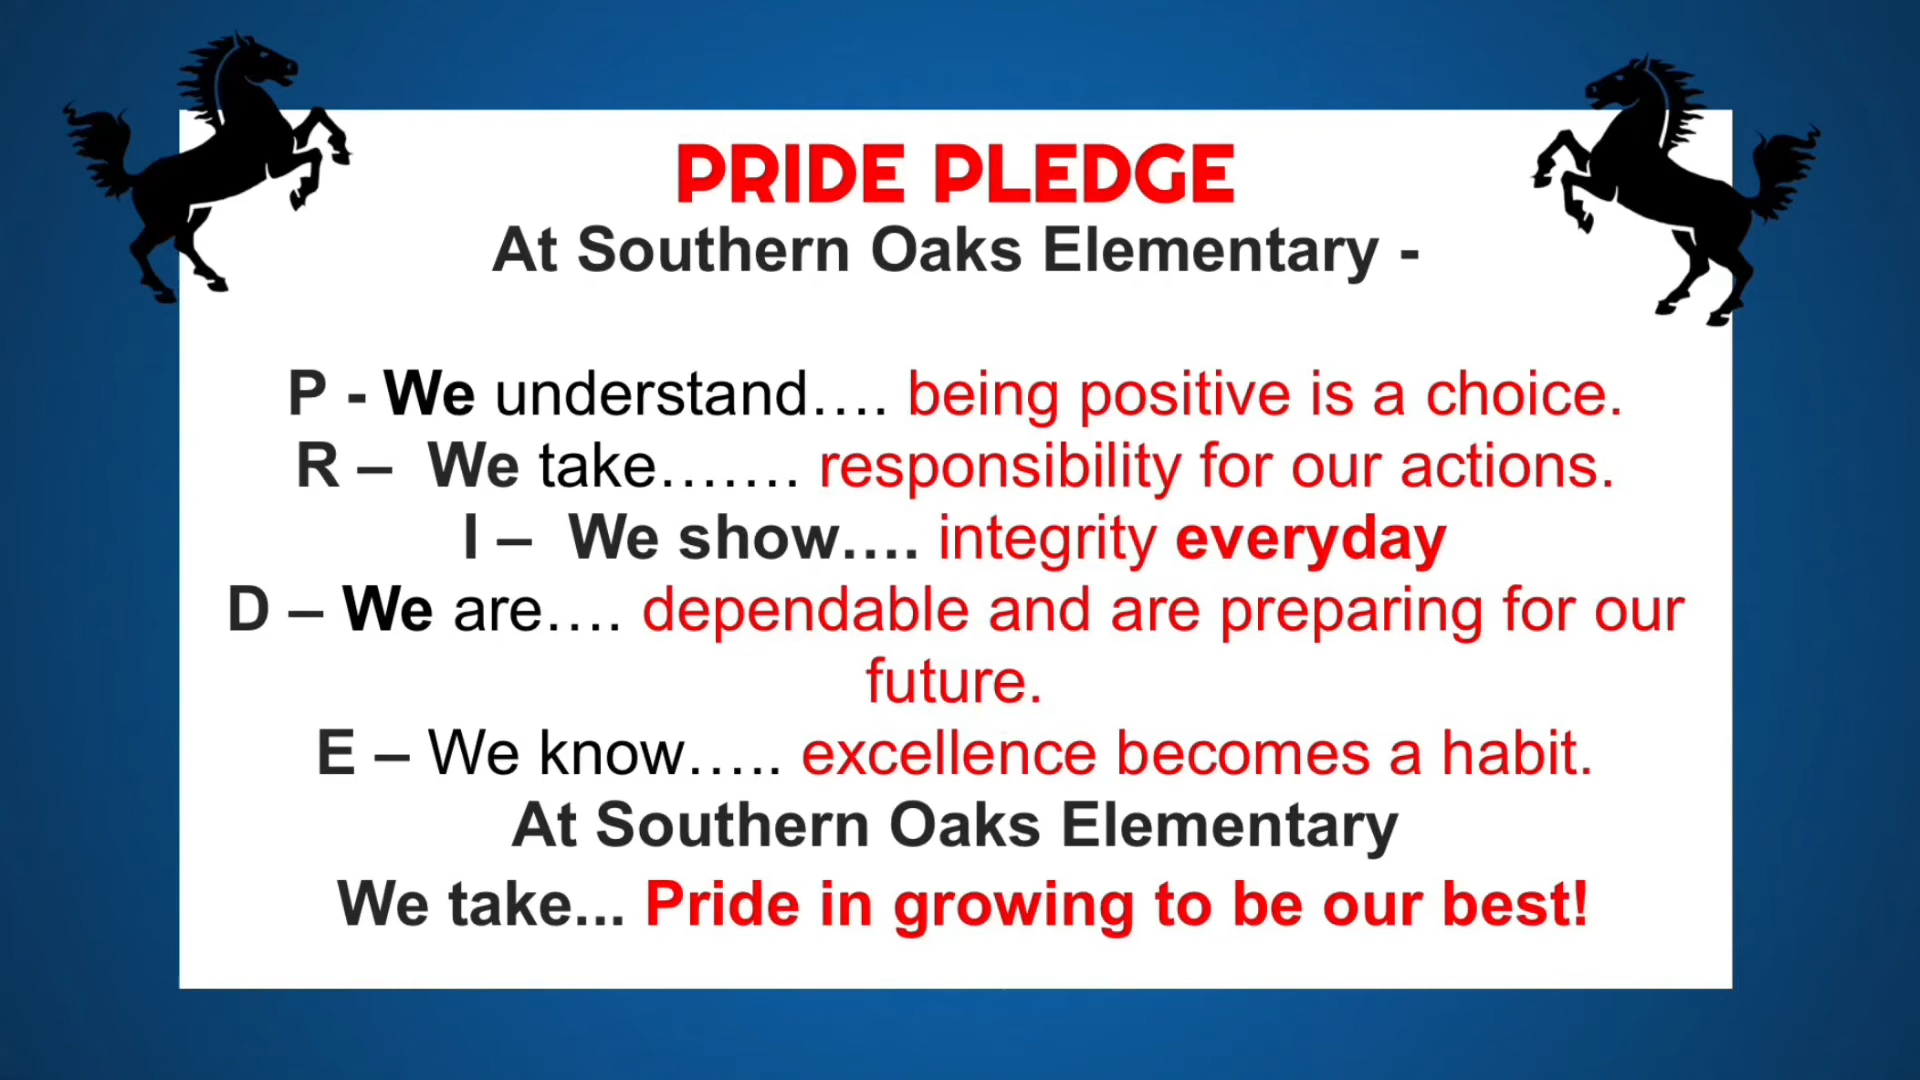 PRIDE PLEDGE
At Southern Oaks Elementary -
P - We understand…. being positive is a choice.
R – We take……. responsibility for our actions.
I – We show…. integrity everyday
D – We are…. dependable and are preparing for our
future.
E – We know….. excellence becomes a habit.
At Southern Oaks Elementary
We take... Pride in growing to be our best!